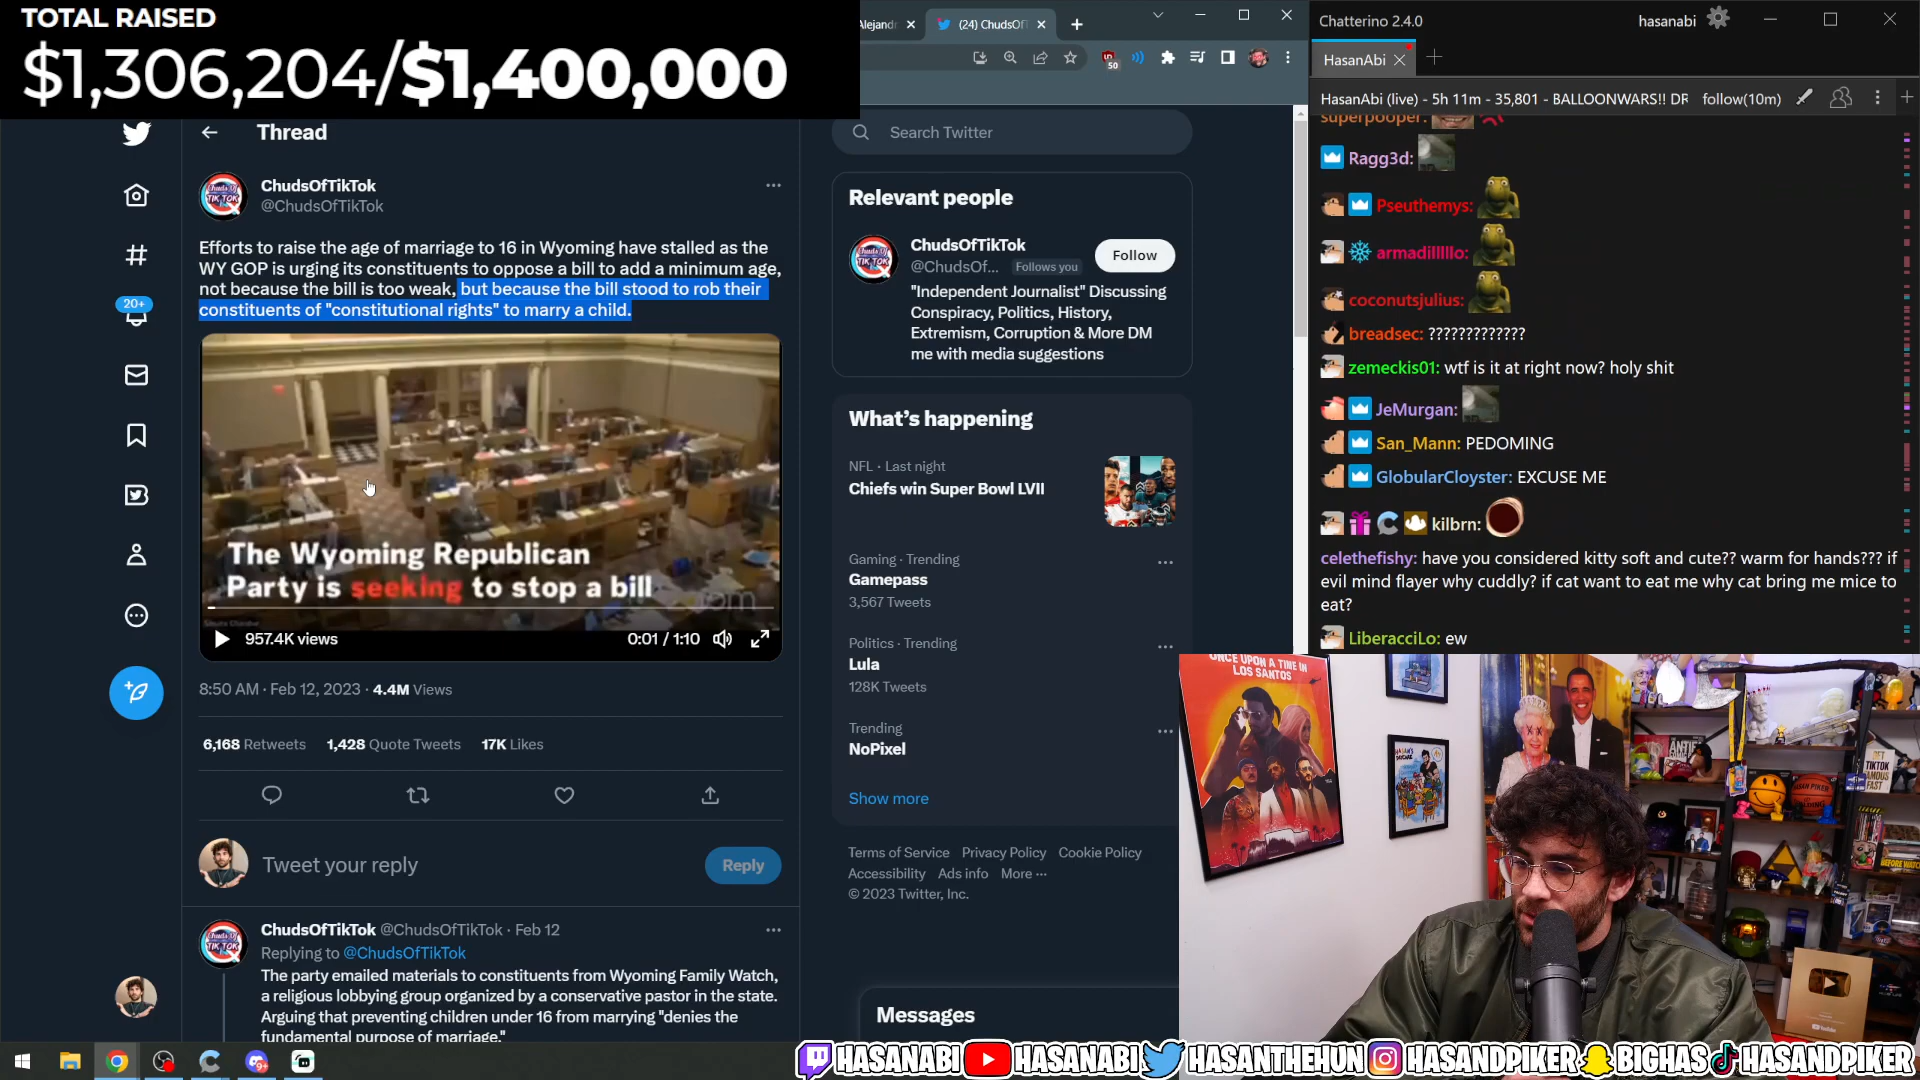 TOTAL RAISED
$1,306,204/$1,400,000
(24) ChudsOfT
50
Thread
ChudsOfTikTok
@ChudsOfTikTok
Efforts to raise the age of marriage to 16 in Wyoming have stalled as the
WY GOP is urging its constituents to oppose a bill to add a minimum age,
not because the bill is too weak, but because the bill stood to rob their
constituents of "constitutional rights" to marry a child.
20+
The Wyoming Republican
Party is seeking to stop a bill
957.4K views
0:01 / 1:10
8:50 AM · Feb 12, 2023 · 4.4M Views
6,168 Retweets 1,428 Quote Tweets 17K Likes
Tweet your reply
Reply
ChudsOfTikTok @ChudsOfTikTok · Feb 12
Replying to @ChudsOfTikTok
The party emailed materials to constituents from Wyoming Family Watch,
a religious lobbying group organized by a conservative pastor in the state.
Arguing that preventing children under 16 from marrying "denies the
fundamental purpose of marriage."
Search Twitter
Relevant people
ChudsOfTikTok
@ChudsOf... Follows you
Follow
"Independent Journalist" Discussing
Conspiracy, Politics, History,
Extremism, Corruption & More DM
me with media suggestions
What's happening
NFL · Last night
Chiefs win Super Bowl LVII
Gaming · Trending
Gamepass
3,567 Tweets
Politics · Trending
Lula
128K Tweets
Trending
NoPixel
Show more
Terms of Service Privacy Policy Cookie Policy
Accessibility Ads info More ···
© 2023 Twitter, Inc.
Messages
Chatterino 2.4.0
hasanabi
HasanAbi
HasanAbi (live) - 5h 11m - 35,801 - BALLOONWARS!! DR
follow(10m)
superpooper:
Ragg3d:
Pseuthemys:
armadilllllo:
coconutsjulius:
breadsec: ?????????????
zemeckis01: wtf is it at right now? holy shit
JeMurgan:
San_Mann: PEDOMING
GlobularCloyster: EXCUSE ME
kilbrn:
celethefishy: have you considered kitty soft and cute?? warm for hands??? if
evil mind flayer why cuddly? if cat want to eat me why cat bring me mice to
eat?
LiberacciLo: ew
ONCE UPON A TIME IN
LOS SANTOS
HASANABI HASANABI HASANTHEHUN HASANDPIKER BIGHAS HASANDPIKER